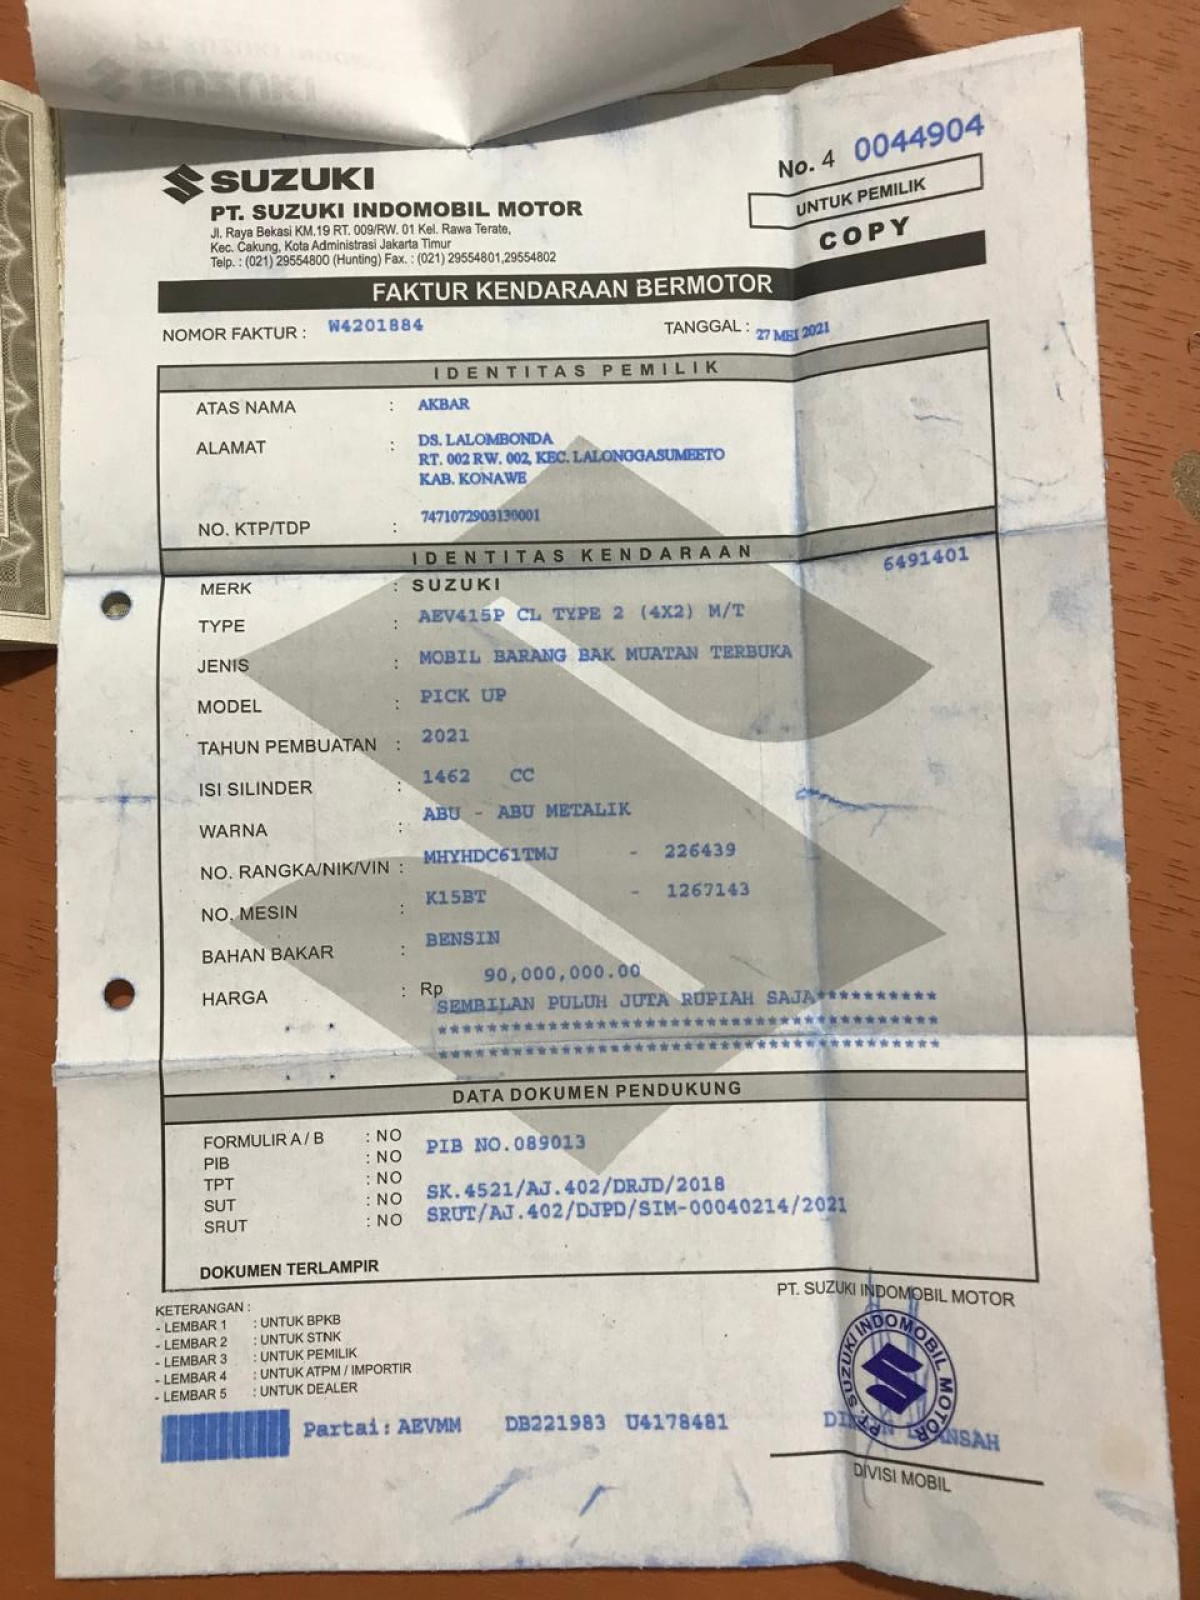 SUZUKI
PT. SUZUKI INDOMOBIL MOTOR
Jl. Raya Bekasi KM.19 RT. 009/RW. 01 Kel. Rawa Terate,
Kec. Cakung, Kota Administrasi Jakarta Timur
Telp. : (021) 29554800 (Hunting) Fax. : (021) 29554801,29554802
No. 4 0044904
UNTUK PEMILIK
COPY
FAKTUR KENDARAAN BERMOTOR
NOMOR FAKTUR : W4201884 TANGGAL : 27 MEI 2021
IDENTITAS PEMILIK
ATAS NAMA : AKBAR
ALAMAT : DS. LALOMBONDA
RT. 002 RW. 002, KEC. LALONGGASUMEETO
KAB. KONAWE
NO. KTP/TDP : 7471072903130001
IDENTITAS KENDARAAN
6491401
MERK : SUZUKI
TYPE : AEV415P CL TYPE 2 (4X2) M/T
JENIS : MOBIL BARANG BAK MUATAN TERBUKA
MODEL : PICK UP
TAHUN PEMBUATAN : 2021
ISI SILINDER : 1462 CC
WARNA : ABU - ABU METALIK
NO. RANGKA/NIK/VIN : MHYHDC61TMJ - 226439
NO. MESIN : K15BT - 1267143
BAHAN BAKAR : BENSIN
HARGA : Rp 90,000,000.00
SEMBILAN PULUH JUTA RUPIAH SAJA**********
*****************************************
*****************************************
DATA DOKUMEN PENDUKUNG
FORMULIR A / B : NO
PIB : NO PIB NO.089013
TPT : NO
SUT : NO SK.4521/AJ.402/DRJD/2018
SRUT : NO SRUT/AJ.402/DJPD/SIM-00040214/2021
DOKUMEN TERLAMPIR
KETERANGAN :
- LEMBAR 1 : UNTUK BPKB
- LEMBAR 2 : UNTUK STNK
- LEMBAR 3 : UNTUK PEMILIK
- LEMBAR 4 : UNTUK ATPM / IMPORTIR
- LEMBAR 5 : UNTUK DEALER
Partai: AEVMM DB221983 U4178481
PT. SUZUKI INDOMOBIL MOTOR
PT. SUZUKI INDOMOBIL MOTOR
DIVISI MOBIL